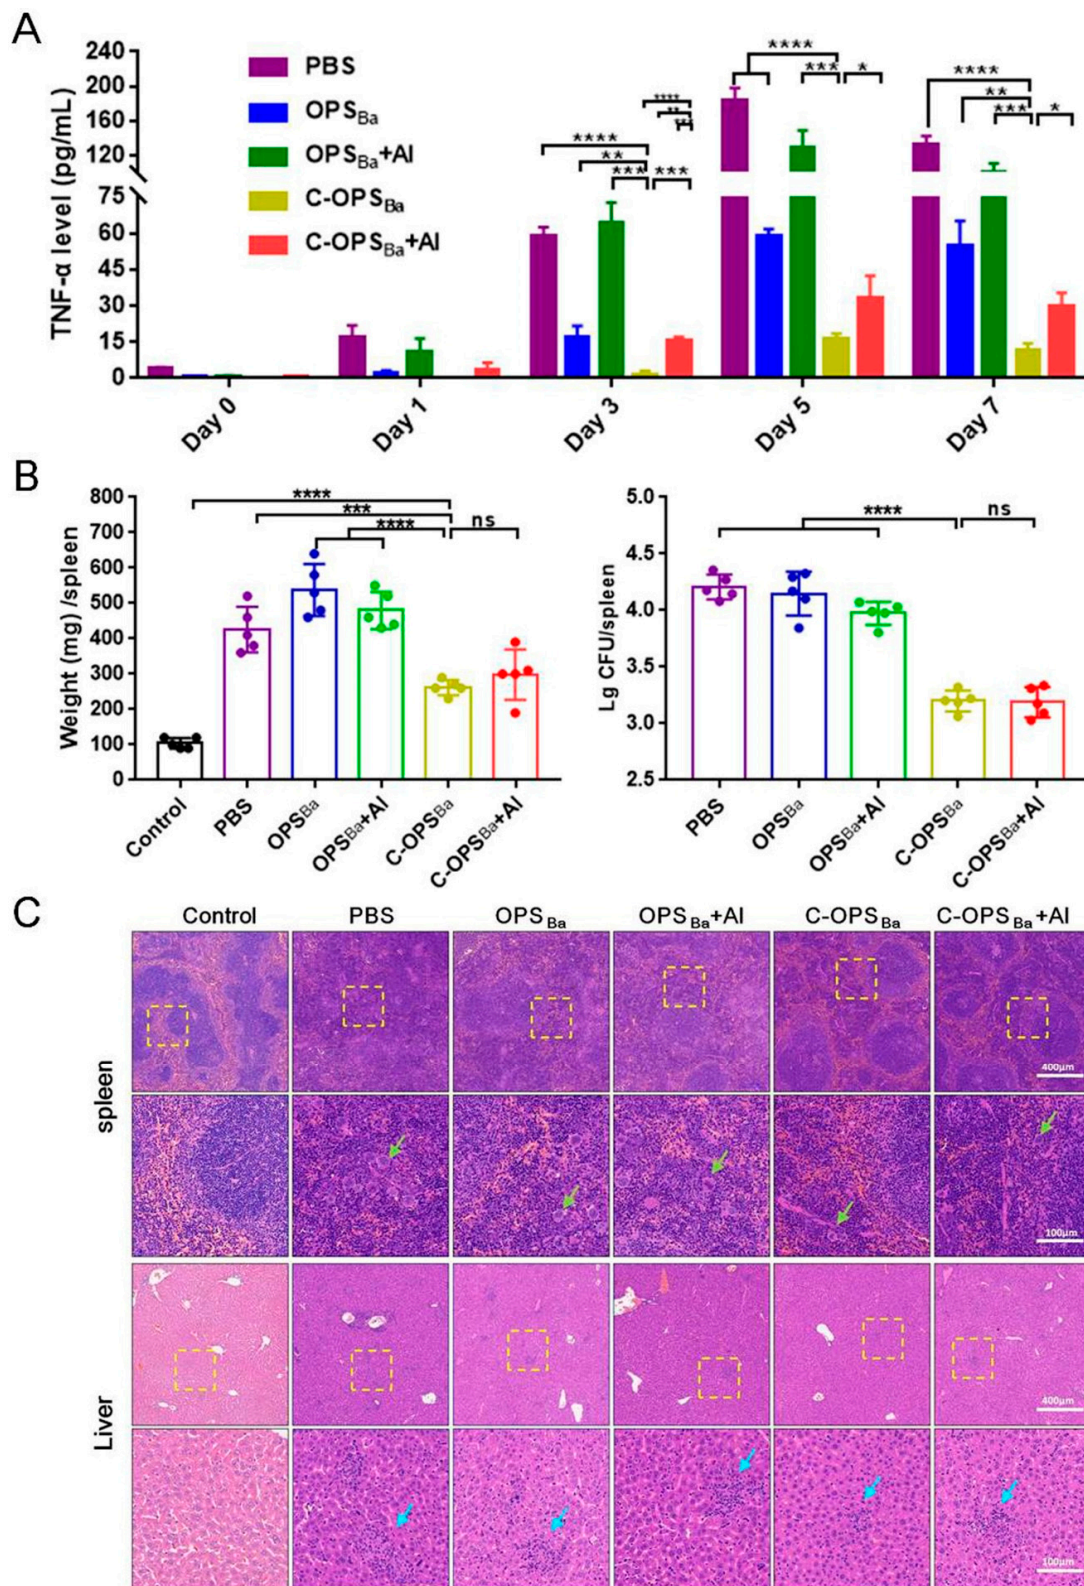 A
TNF-α level (pg/mL)
240
200
160
120
75
60
45
30
15
0
PBS
OPSBa
OPSBa+Al
C-OPSBa
C-OPSBa+Al
**** ** *** ***
**** *** *
**** ** *** *
Day 0 Day 1 Day 3 Day 5 Day 7
B
Weight (mg) /spleen
800
700
600
500
400
300
200
100
0
****
***
**** ns
Control PBS OPSBa OPSBa+Al C-OPSBa C-OPSBa+Al
Lg CFU/spleen
5.0
4.5
4.0
3.5
3.0
2.5
**** ns
PBS OPSBa OPSBa+Al C-OPSBa C-OPSBa+Al
C
Control PBS OPSBa OPSBa+Al C-OPSBa C-OPSBa+Al
spleen
400μm
100μm
Liver
400μm
100μm